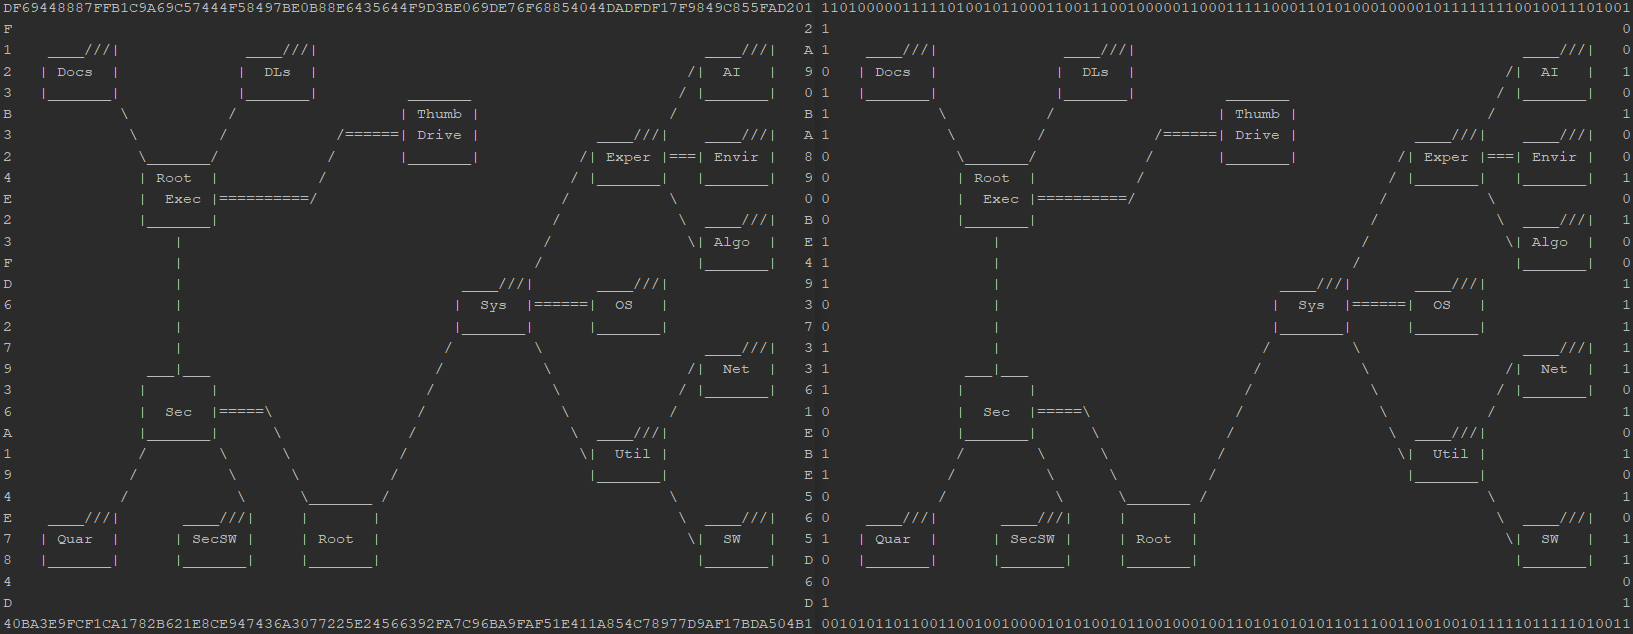 DF69448887FFB1C9A69C57444F58497BE0B88E6435644F9D3BE069DE76F68854044DADFDF17F9849C855FAD201 110100000111110100101100011001110010000011000111110001101010001000010111111110010011101001
F 2 1 0
1 A 1 0
2 Docs DLs AI 9 0 Docs DLs AI 1
3 0 1 0
B Thumb B 1 Thumb 1
3 Drive A 1 Drive 0
2 Exper Envir 8 0 Exper Envir 0
4 Root 9 0 Root 1
E Exec 0 0 Exec 0
2 B 0 1
3 Algo E 1 Algo 0
F 4 1 0
D 9 1 1
6 Sys OS 3 0 Sys OS 1
2 7 0 1
7 3 1 1
9 Net 3 1 Net 1
3 6 1 0
6 Sec 1 0 Sec 1
A E 0 0
1 Util B 1 Util 1
9 E 1 0
4 5 0 1
E 6 0 0
7 Quar SecSW Root SW 5 1 Quar SecSW Root SW 1
8 D 0 1
4 6 0 0
D D 1 1
40BA3E9FCF1CA1782B621E8CE947436A3077225E24566392FA7C96BA9FAF51E411A854C78977D9AF17BDA504B1 001010110110011001001000010101001011001000100110101010100110101110011001001011110111110​10011